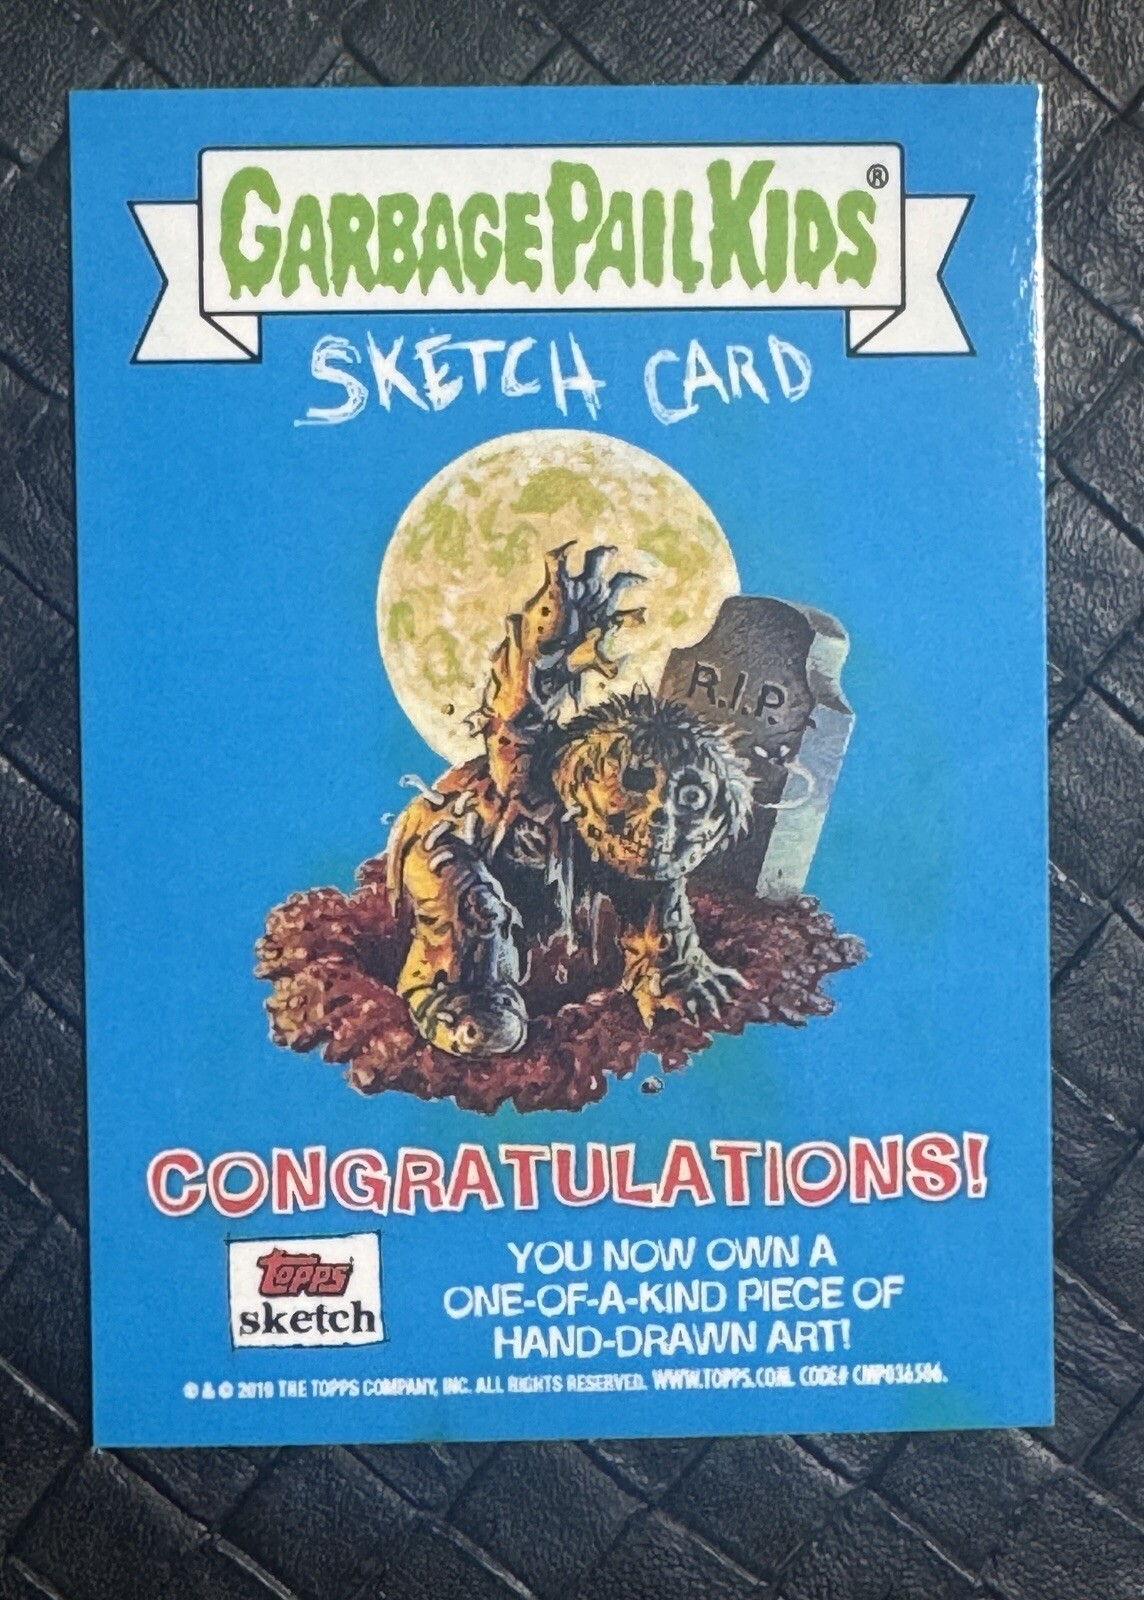 GARBAGE PAIL KIDS®
SKETCH CARD
R.I.P.
CONGRATULATIONS!
topps
sketch
YOU NOW OWN A
ONE-OF-A-KIND PIECE OF
HAND-DRAWN ART!
© & © 2019 THE TOPPS COMPANY, INC. ALL RIGHTS RESERVED. WWW.TOPPS.COM. CODE# CMP036506.